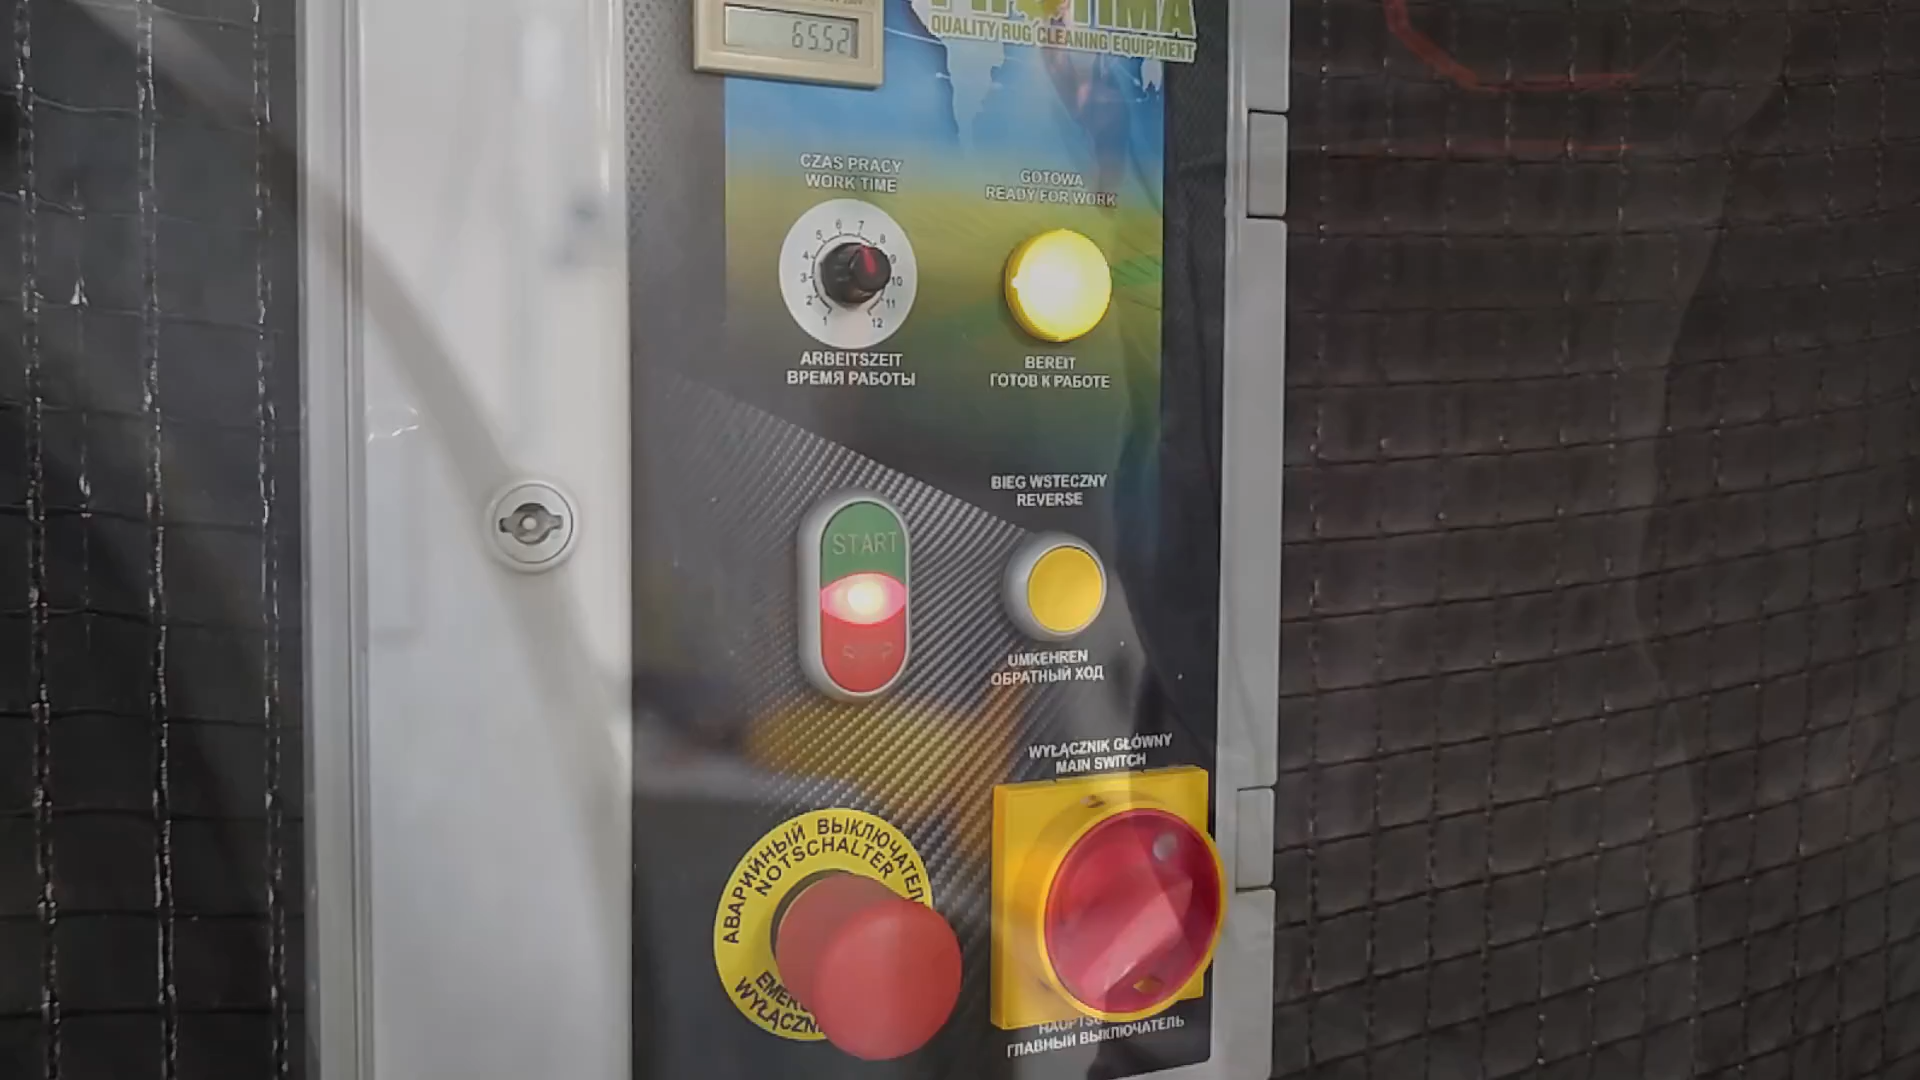 6552
QUALITY RUG CLEANING EQUIPMENT
CZAS PRACY
WORK TIME
1 2 3 4 5 6 7 8 9 10 11 12
ARBEITSZEIT
ВРЕМЯ РАБОТЫ
GOTOWA
READY FOR WORK
BEREIT
ГОТОВ К РАБОТЕ
START
BIEG WSTECZNY
REVERSE
UMKEHREN
ОБРАТНЫЙ ХОД
АВАРИЙНЫЙ ВЫКЛЮЧАТЕЛ
NOTSCHALTER
WYŁĄCZNIK GŁÓWNY
MAIN SWITCH
ГЛАВНЫЙ ВЫКЛЮЧАТЕЛЬ